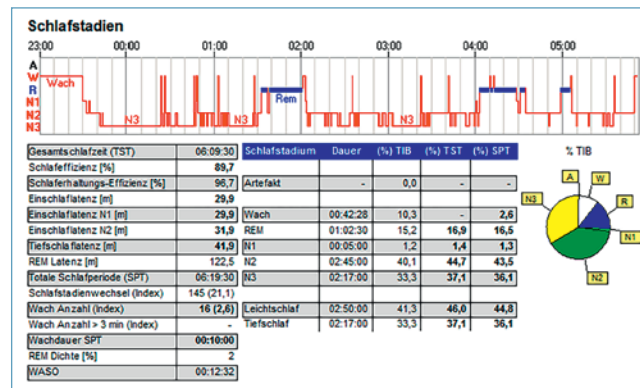 Schlafstadien
23:00 00:00 01:00 02:00 03:00 04:00 05:00
A
W
R
N1
N2
N3
Wach
N3
N3
Rem
N3
Gesamtschlafzeit (TST) 06:09:30
Schlafeffizienz [%] 89,7
Schlaferhaltungs-Effizienz [%] 96,7
Einschlaflatenz [m] 29,9
Einschlaflatenz N1 [m] 29,9
Einschlaflatenz N2 [m] 31,9
Tiefschlaflatenz [m] 41,9
REM Latenz [m] 122,5
Totale Schlafperiode (SPT) 06:19:30
Schlafstadienwechsel (Index) 145 (21,1)
Wach Anzahl (Index) 16 (2,6)
Wach Anzahl > 3 min (Index) -
Wachdauer SPT 00:10:00
REM Dichte [%] 2
WASO 00:12:32
Schlafstadium Dauer (%) TIB (%) TST (%) SPT
Artefakt - 0,0 - -
Wach 00:42:28 10,3 - 2,6
REM 01:02:30 15,2 16,9 16,5
N1 00:05:00 1,2 1,4 1,3
N2 02:45:00 40,1 44,7 43,5
N3 02:17:00 33,3 37,1 36,1
Leichtschlaf 02:50:00 41,3 46,0 44,8
Tiefschlaf 02:17:00 33,3 37,1 36,1
% TIB
A
W
N3
R
N1
N2